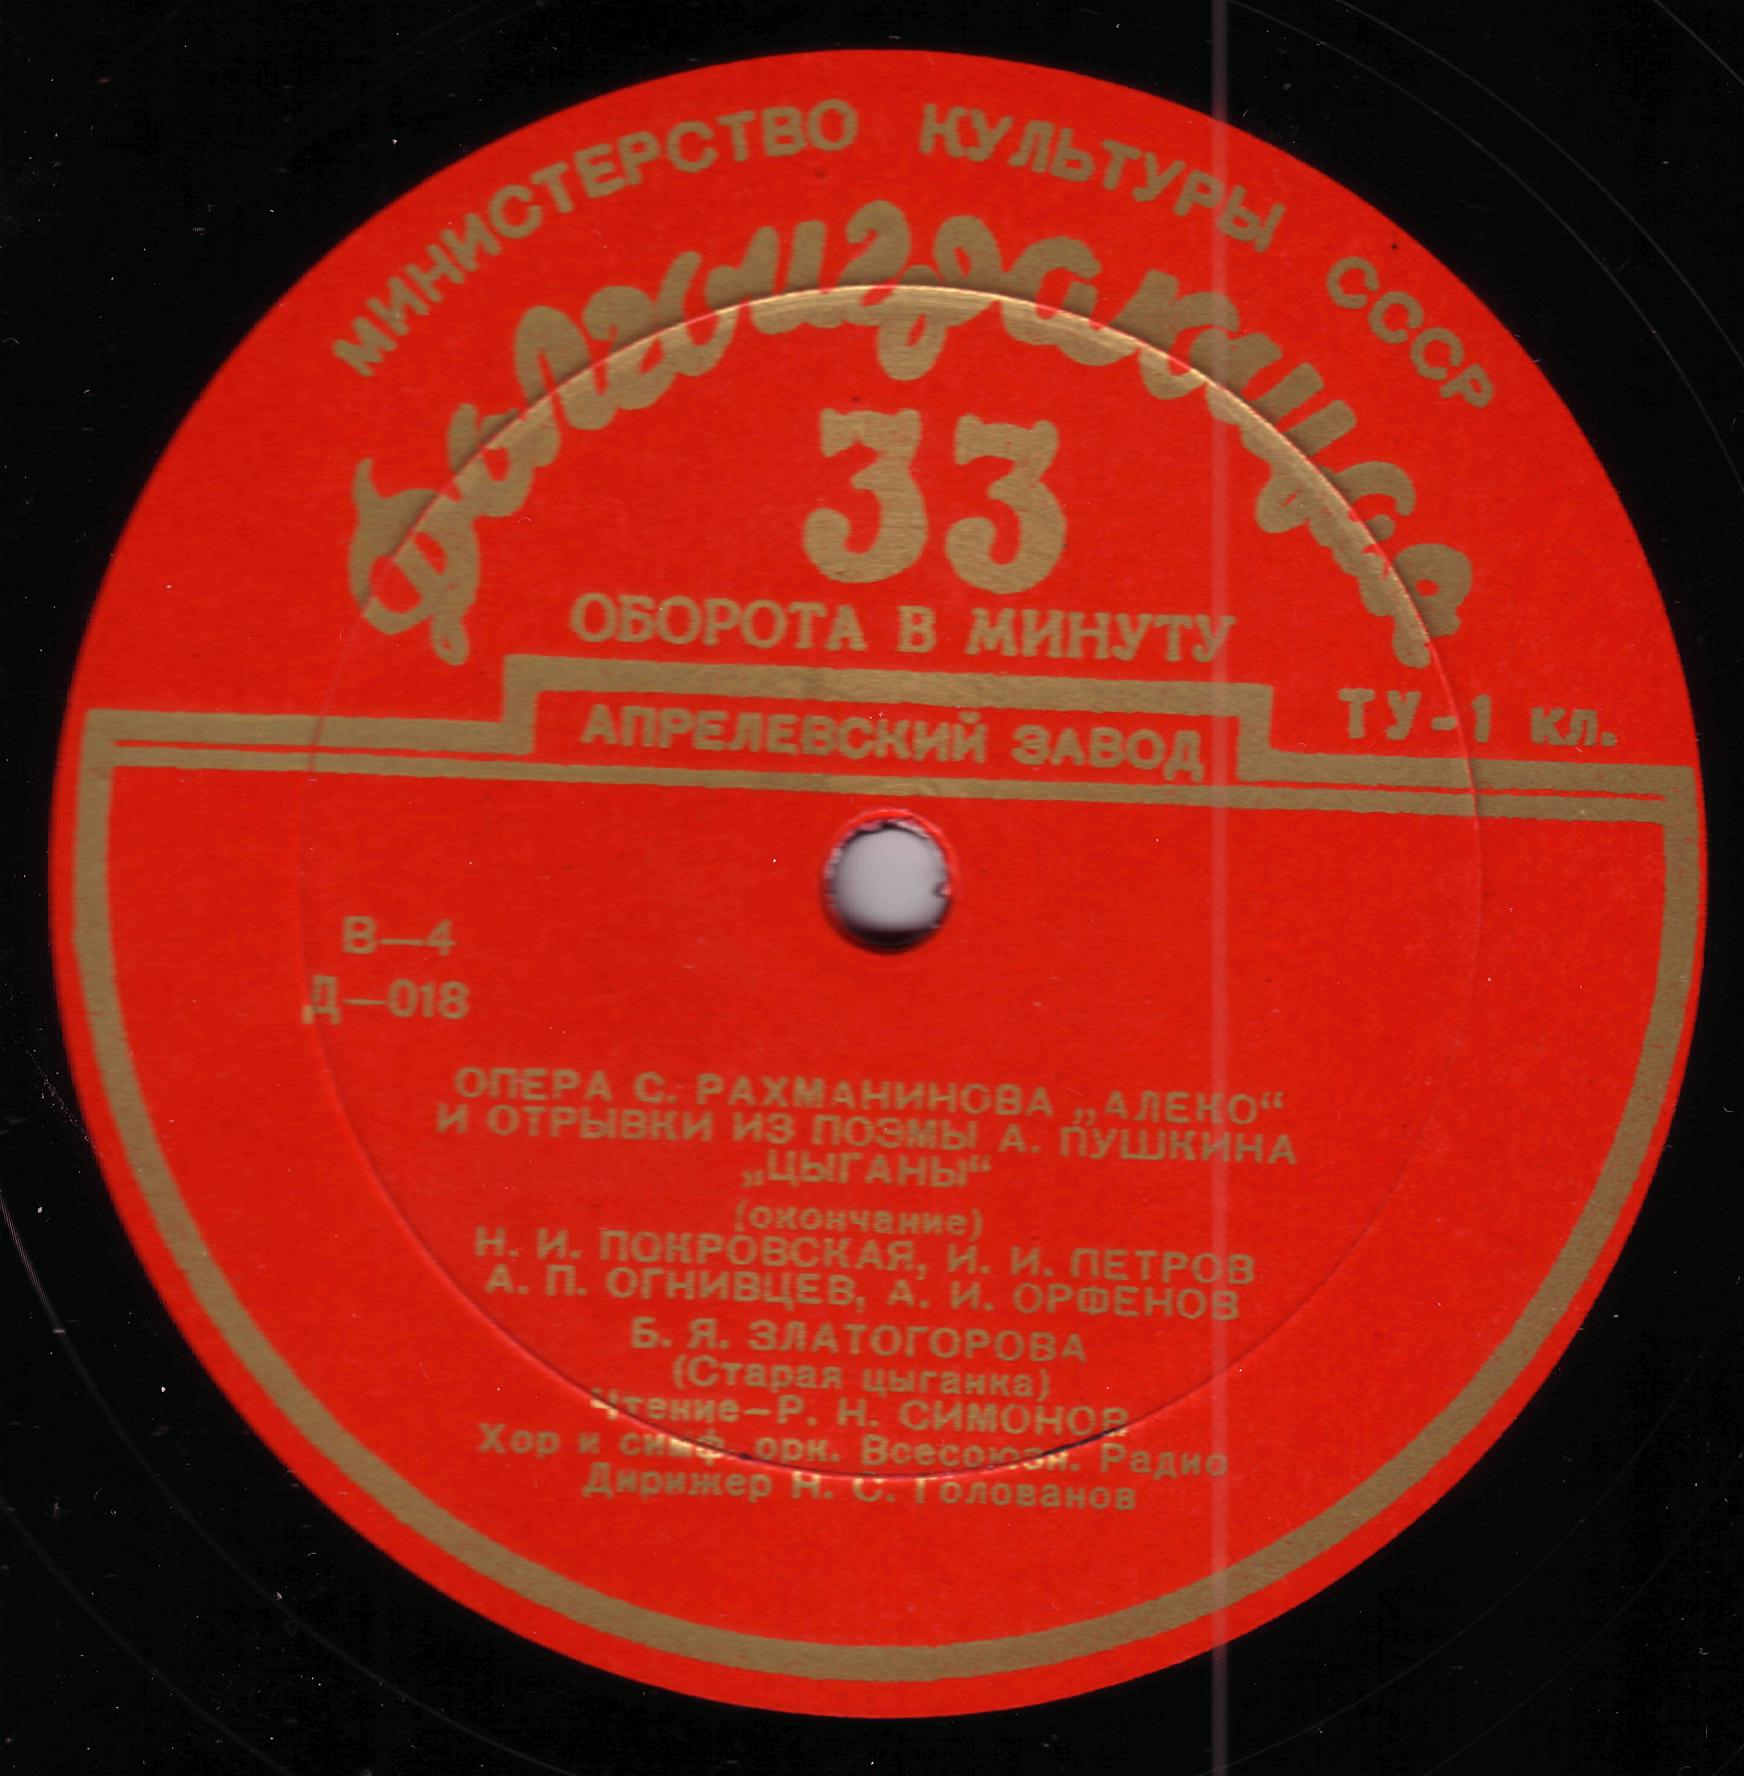 МИНИСТЕРСТВО КУЛЬТУРЫ СССР
Долгоиграющая
33
ОБОРОТА В МИНУТУ
АПРЕЛЕВСКИЙ ЗАВОД
ТУ-1 кл.
В—4
Д—018
ОПЕРА С. РАХМАНИНОВА „АЛЕКО“
И ОТРЫВКИ ИЗ ПОЭМЫ А. ПУШКИНА
„ЦЫГАНЫ“
(окончание)
Н. И. ПОКРОВСКАЯ, И. И. ПЕТРОВ
А. П. ОГНИВЦЕВ, А. И. ОРФЕНОВ
Б. Я. ЗЛАТОГОРОВА
(Старая цыганка)
Чтение—Р. Н. СИМОНОВ
Хор и симф. орк. Всесоюзн. Радио
Дирижер Н. С. Голованов